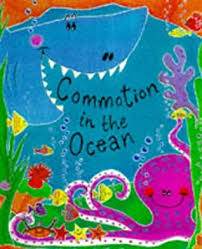 Commotion
in the
Ocean